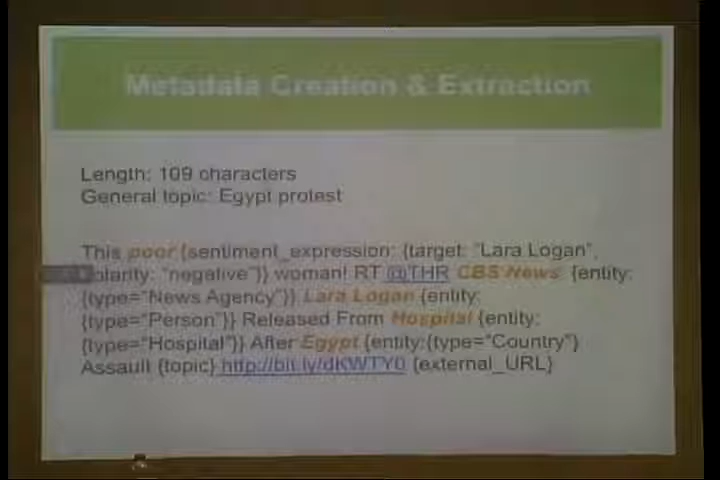 Metadata Creation & Extraction
Length: 109 characters
General topic: Egypt protest
This poor {sentiment_expression: {target: "Lara Logan",
olarity: "negative"}} woman! RT @THR CBS News {entity:
{type="News Agency"}} Lara Logan {entity:
{type="Person"}} Released From Hospital {entity:
{type="Hospital"}} After Egypt {entity:{type="Country"}
Assault {topic} http://bit.ly/dKWTY0 {external_URL}